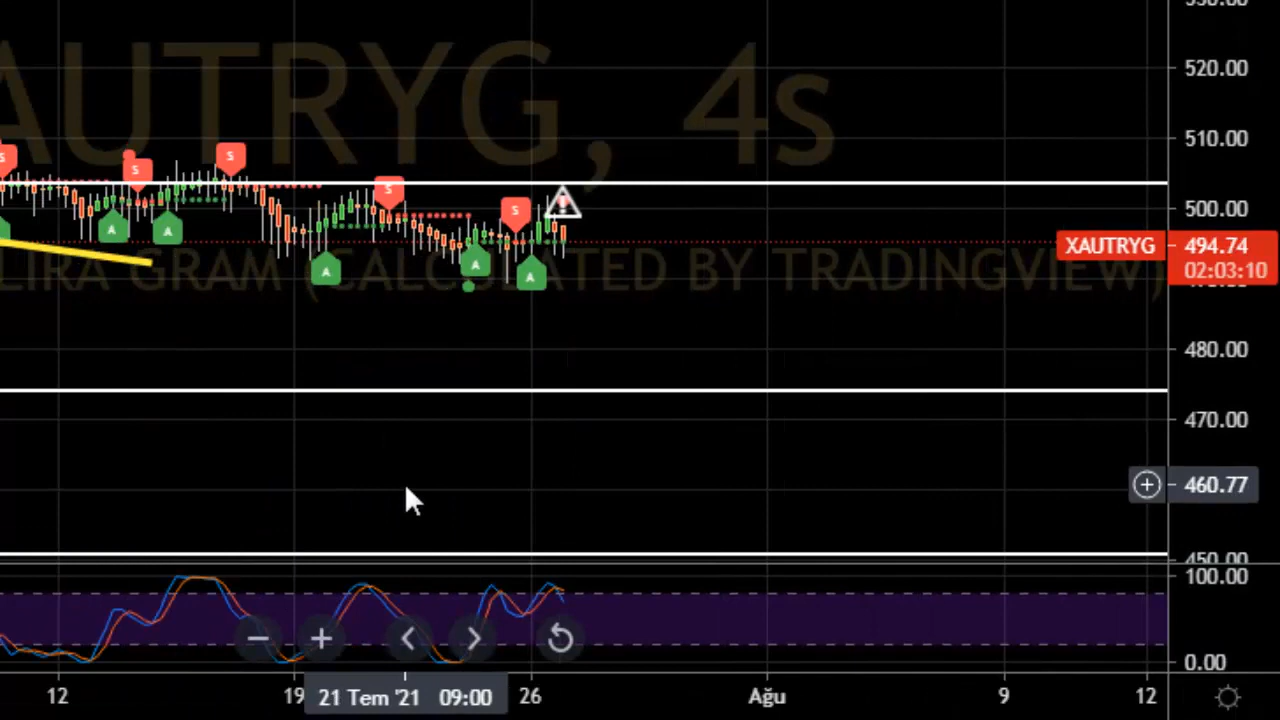 AUTRYG, 4s
LIRA GRAM (CALCULATED BY TRADINGVIEW)
520.00
510.00
500.00
XAUTRYG 494.74
02:03:10
480.00
470.00
460.77
450.00
100.00
0.00
S
S
S
S
S
A
A
A
A
A
12
19
21 Tem '21 09:00
26
Ağu
9
12